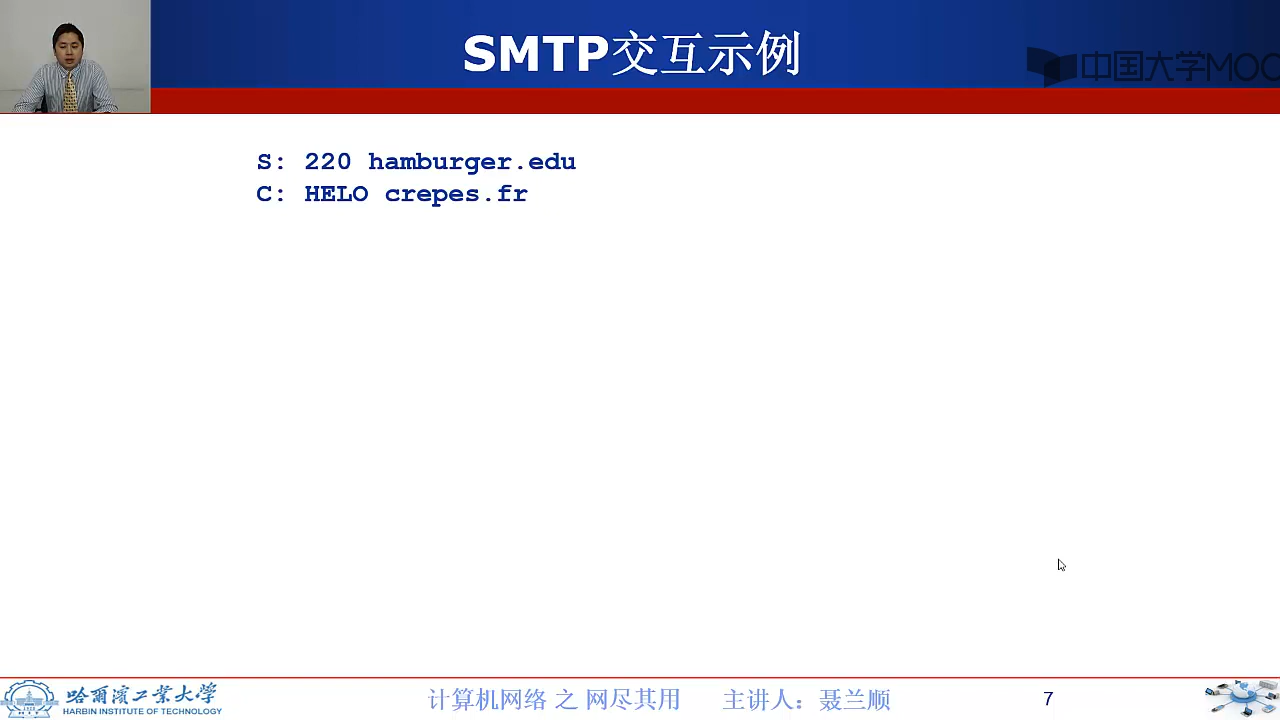 SMTP交互示例
中国大学MOO
S: 220 hamburger.edu
C: HELO crepes.fr
哈爾濱工業大学
HARBIN INSTITUTE OF TECHNOLOGY
计算机网络 之 网尽其用
主讲人：聂兰顺
7